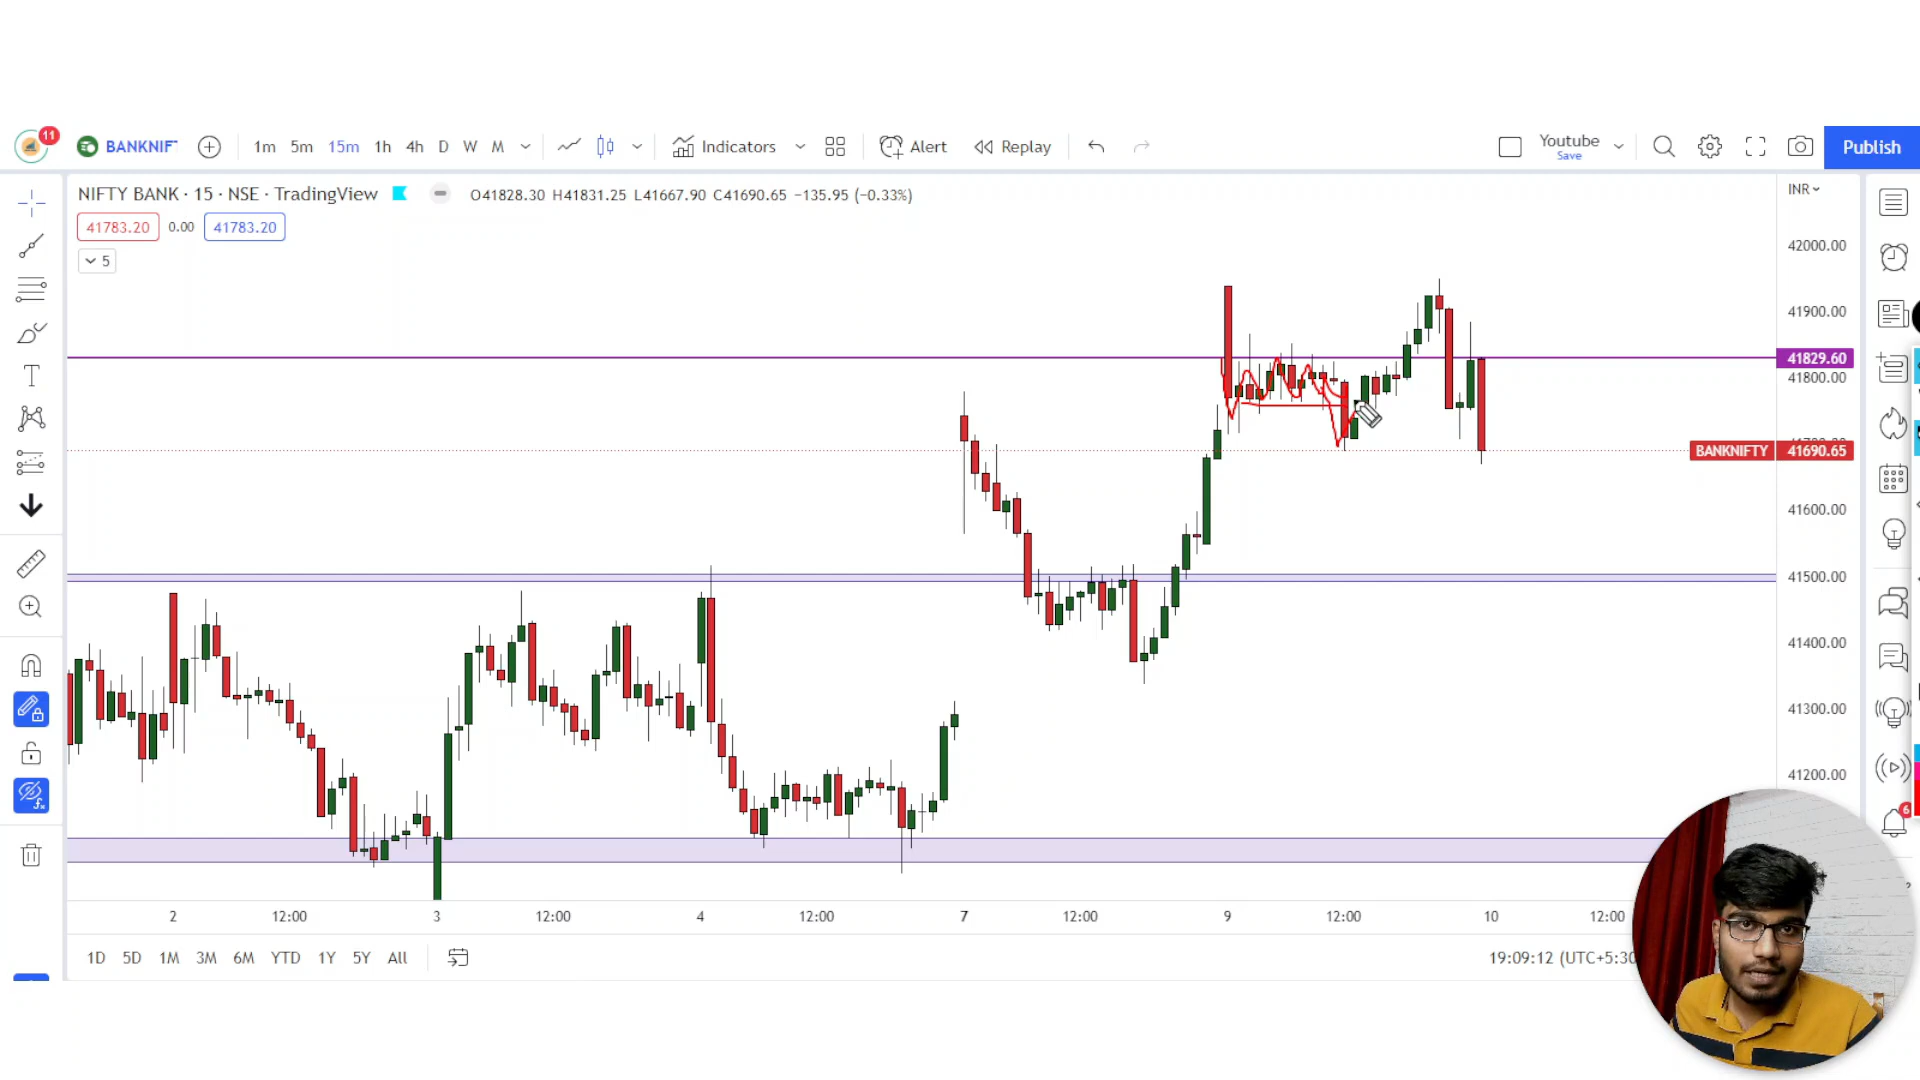 11 BANKNIF 1m 5m 15m 1h 4h D W M Indicators Alert Replay Youtube Save Publish
NIFTY BANK · 15 · NSE · TradingView O41828.30 H41831.25 L41667.90 C41690.65 −135.95 (−0.33%) INR
41783.20 0.00 41783.20
5
42000.00
41900.00
41829.60
41800.00
BANKNIFTY 41690.65
41600.00
41500.00
41400.00
41300.00
41200.00
6
2 12:00 3 12:00 4 12:00 7 12:00 9 12:00 10 12:00
1D 5D 1M 3M 6M YTD 1Y 5Y All 19:09:12 (UTC+5:30